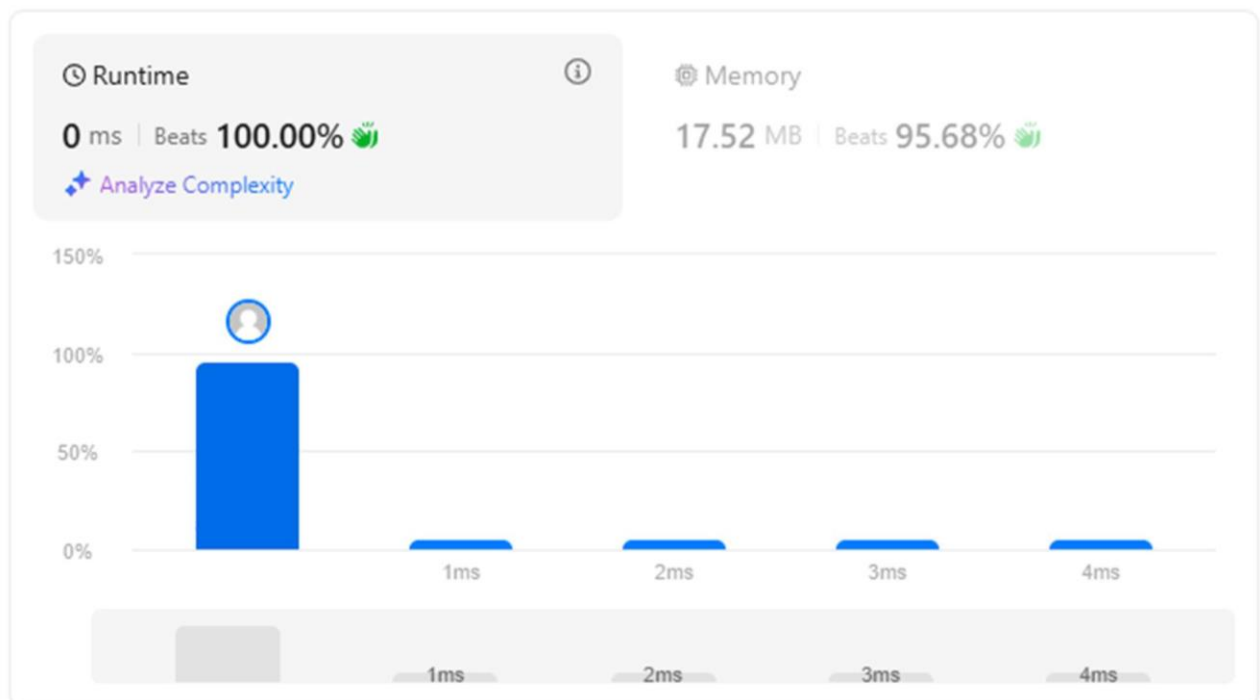 Runtime
0 ms | Beats 100.00%
Analyze Complexity
Memory
17.52 MB | Beats 95.68%
150%
100%
50%
0%
1ms 2ms 3ms 4ms
1ms 2ms 3ms 4ms